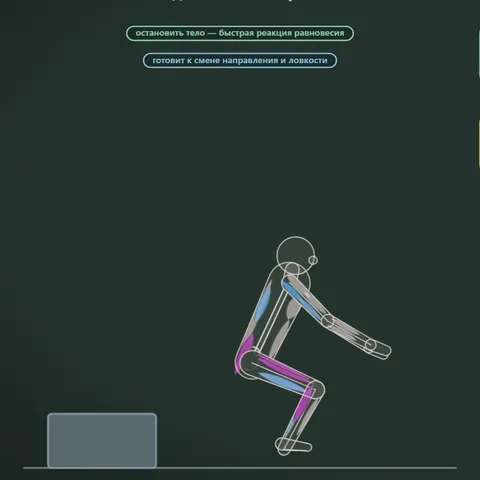 остановить тело — быстрая реакция равновесия
готовит к смене направления и ловкости